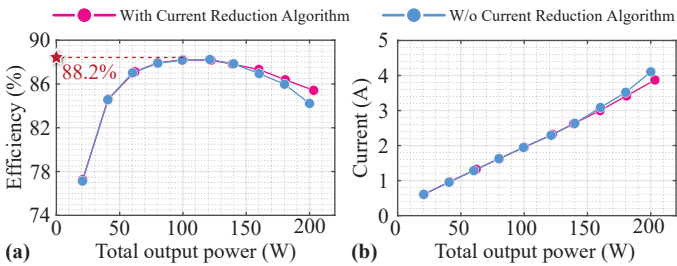 With Current Reduction Algorithm
W/o Current Reduction Algorithm
90
86
82
78
74
Efficiency (%)
88.2%
0
50
100
150
200
Total output power (W)
(a)
5
4
3
2
1
0
Current (A)
0
50
100
150
200
Total output power (W)
(b)